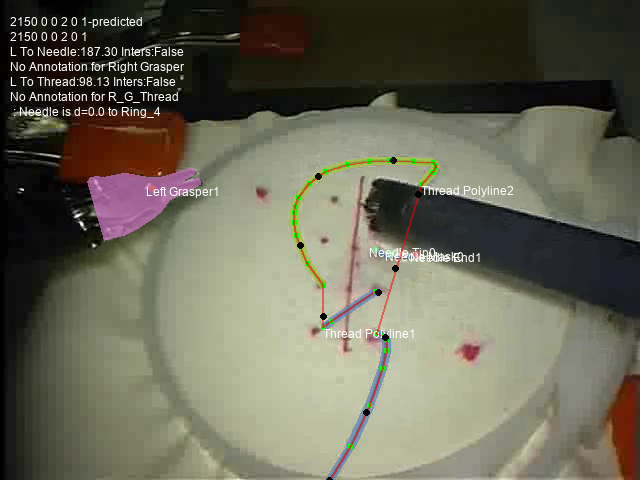 2150 0 0 2 0 1-predicted
2150 0 0 2 0 1
L To Needle:187.30 Inters:False
No Annotation for Right Grasper
L To Thread:98.13 Inters:False
No Annotation for R_G_Thread
: Needle is d=0.0 to Ring_4
Left Grasper1
Thread Polyline2
Needle Tip0
Needle End1
Thread Polyline1